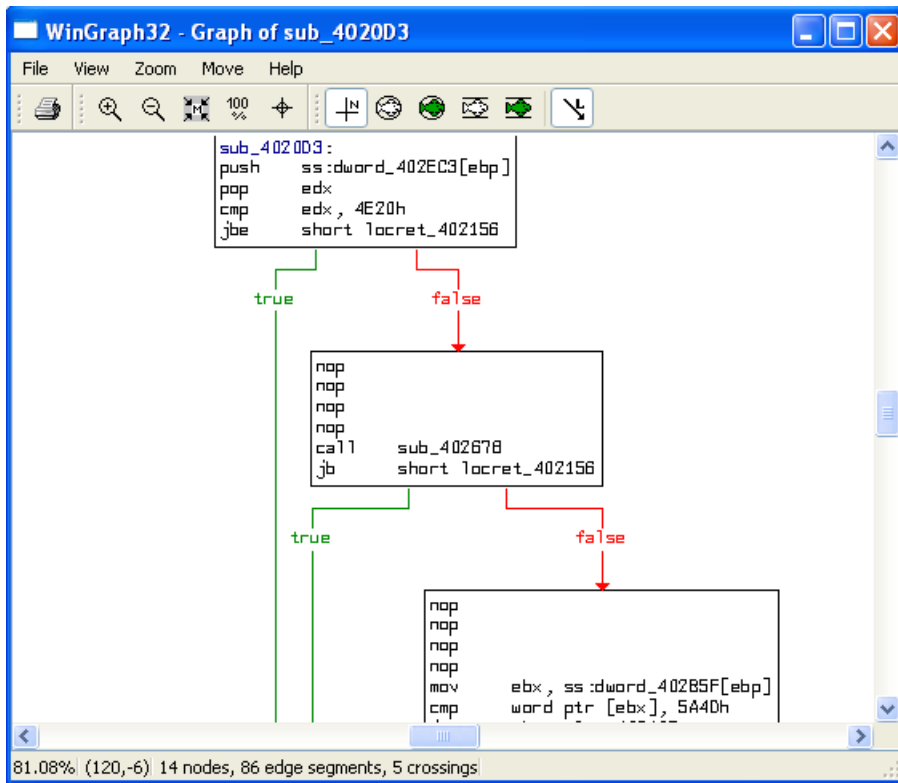 WinGraph32 - Graph of sub_4020D3
File View Zoom Move Help
100 %
sub_4020D3:
push ss:dword_402EC3[ebp]
pop edx
cmp edx, 4E20h
jbe short locret_402156
true false
nop
nop
nop
nop
call sub_402678
jb short locret_402156
true false
nop
nop
nop
nop
mov ebx, ss:dword_402B5F[ebp]
cmp word ptr [ebx], 5A4Dh
81.08% (120,-6) 14 nodes, 86 edge segments, 5 crossings